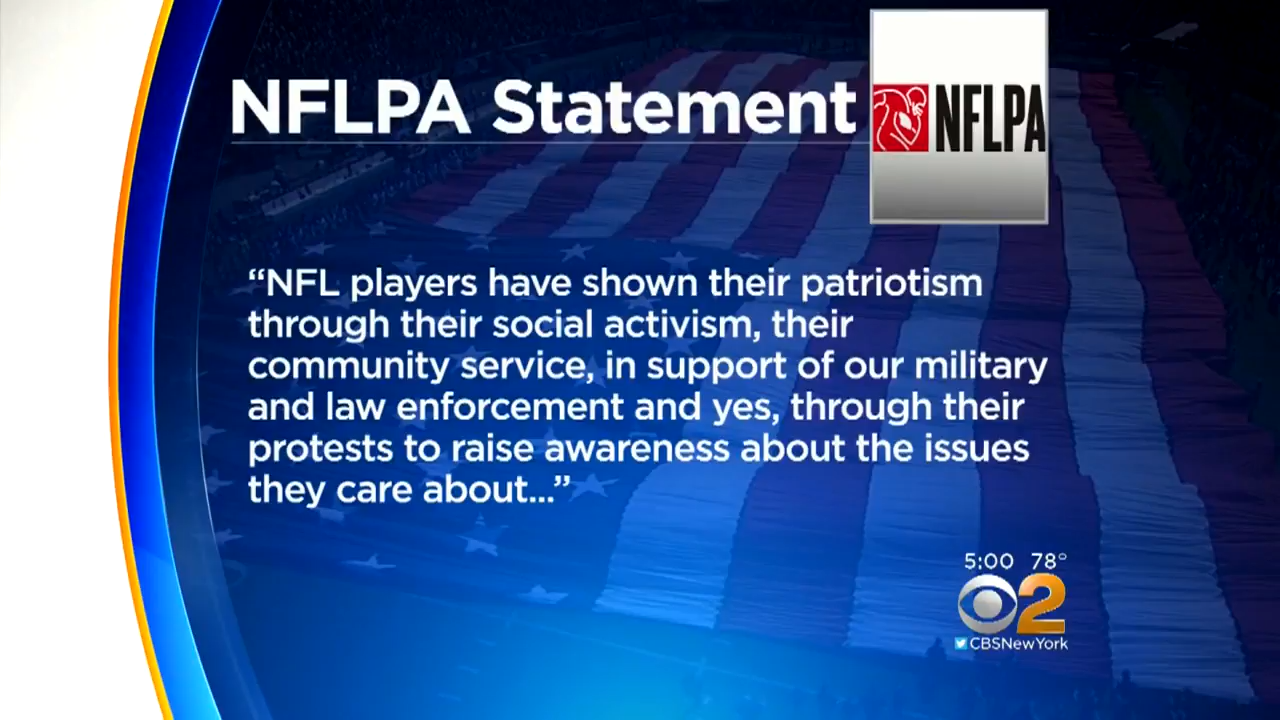 NFLPA Statement
NFLPA
“NFL players have shown their patriotism
through their social activism, their
community service, in support of our military
and law enforcement and yes, through their
protests to raise awareness about the issues
they care about...”
5:00 78°
2
CBSNewYork